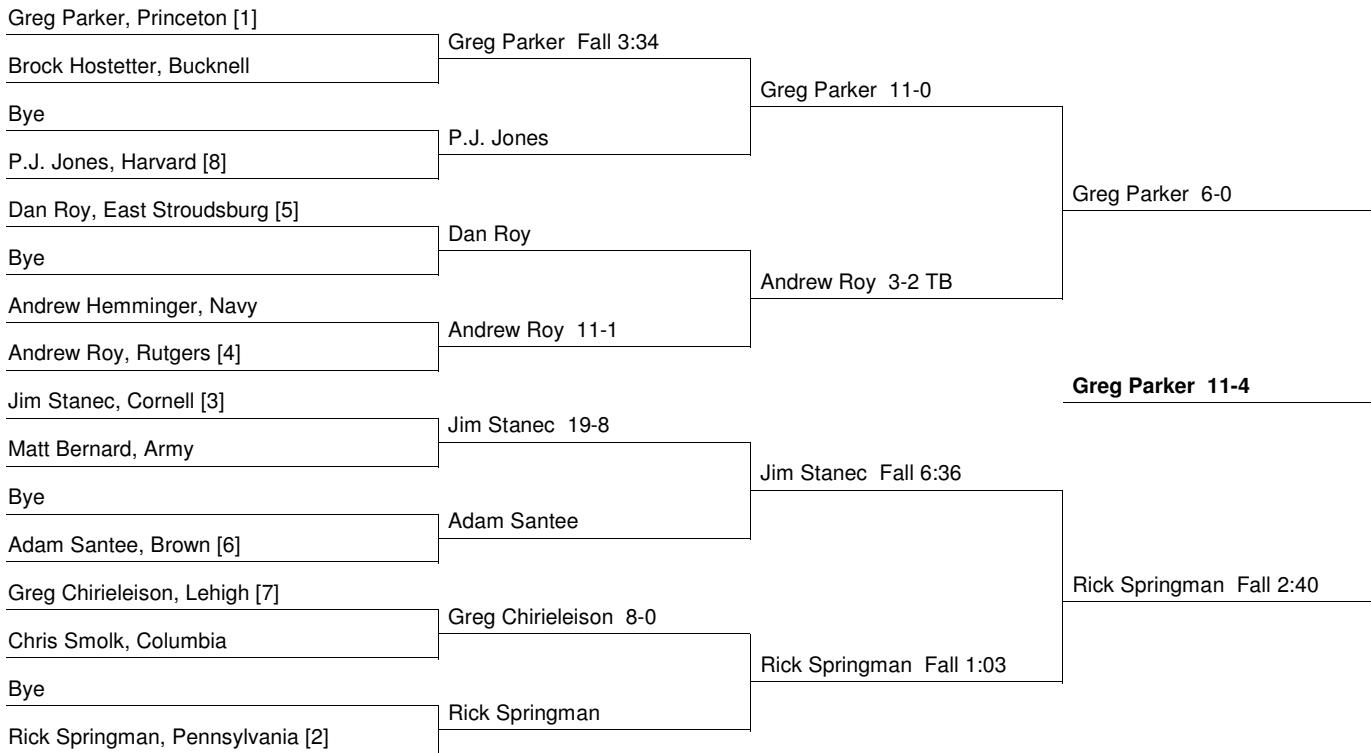 Greg Parker, Princeton [1]
Brock Hostetter, Bucknell
Bye
P.J. Jones, Harvard [8]
Dan Roy, East Stroudsburg [5]
Bye
Andrew Hemminger, Navy
Andrew Roy, Rutgers [4]
Jim Stanec, Cornell [3]
Matt Bernard, Army
Bye
Adam Santee, Brown [6]
Greg Chirieleison, Lehigh [7]
Chris Smolk, Columbia
Bye
Rick Springman, Pennsylvania [2]
Greg Parker Fall 3:34
P.J. Jones
Dan Roy
Andrew Roy 11-1
Jim Stanec 19-8
Adam Santee
Greg Chirieleison 8-0
Rick Springman
Greg Parker 11-0
Andrew Roy 3-2 TB
Jim Stanec Fall 6:36
Rick Springman Fall 1:03
Greg Parker 6-0
Greg Parker 11-4
Rick Springman Fall 2:40